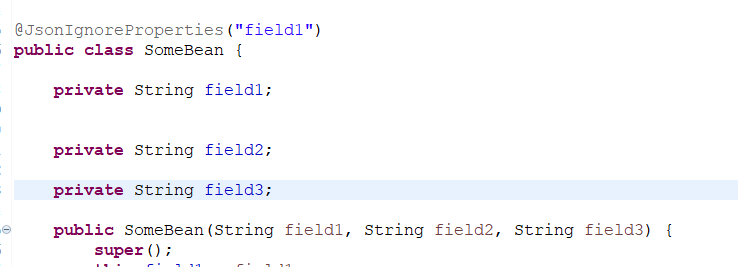 @JsonIgnoreProperties("field1")
public class SomeBean {
private String field1;
private String field2;
private String field3;
public SomeBean(String field1, String field2, String field3) {
super();